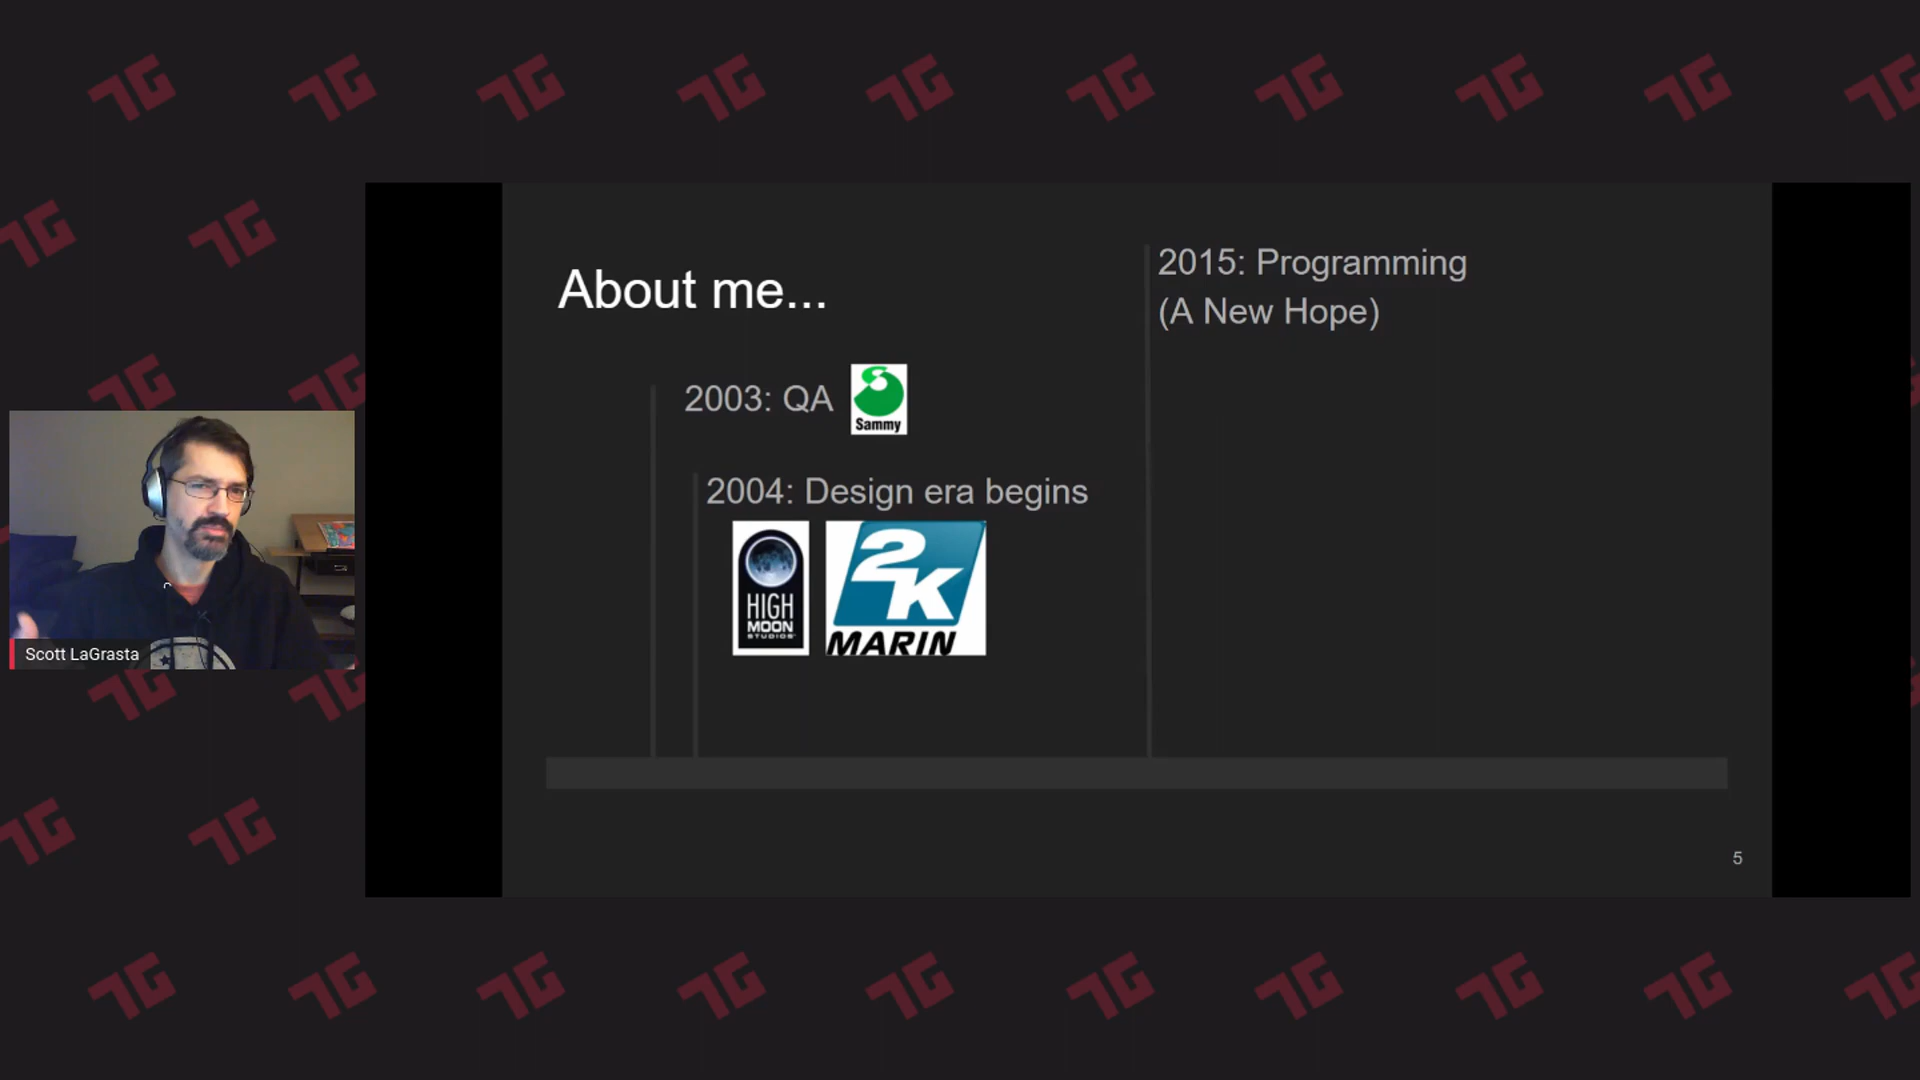 About me...
2003: QA
Sammy
2004: Design era begins
HIGH
MOON
STUDIOS
2K
MARIN
2015: Programming
(A New Hope)
Scott LaGrasta
5